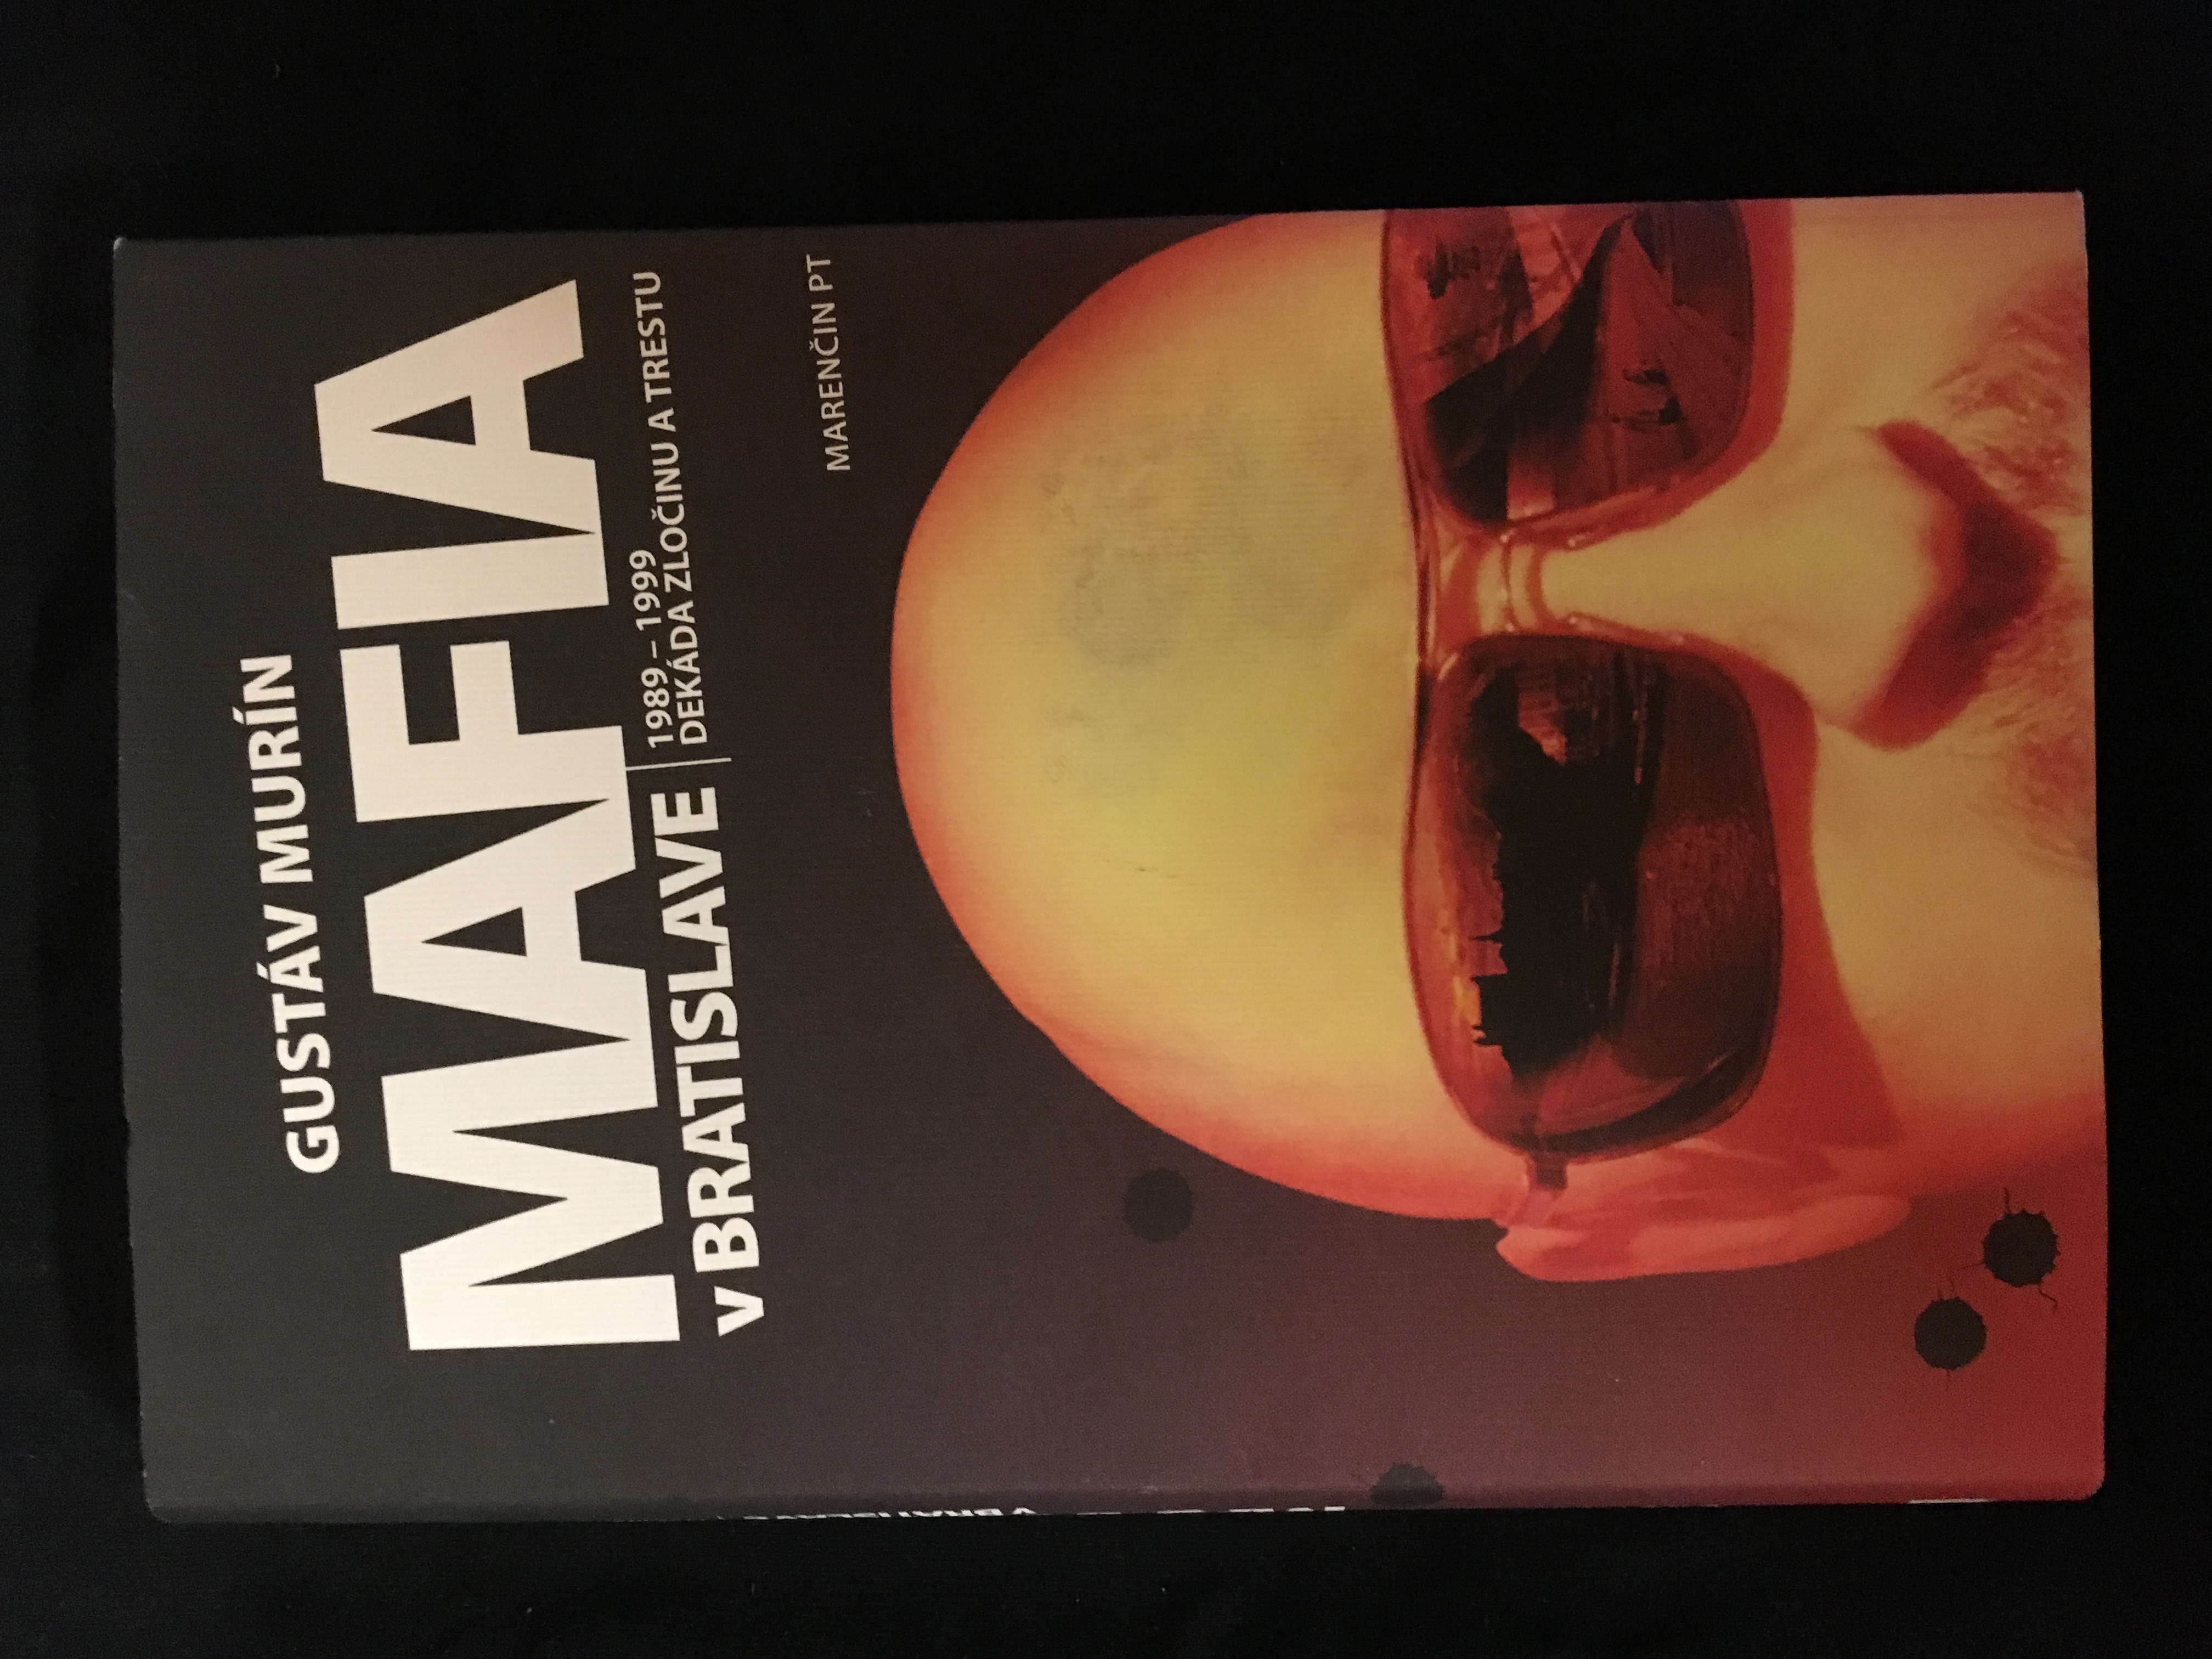 GUSTÁV MURÍN
MAFIA
v BRATISLAVE
1989 – 1999
DEKÁDA ZLOČINU A TRESTU
MARENČIN PT